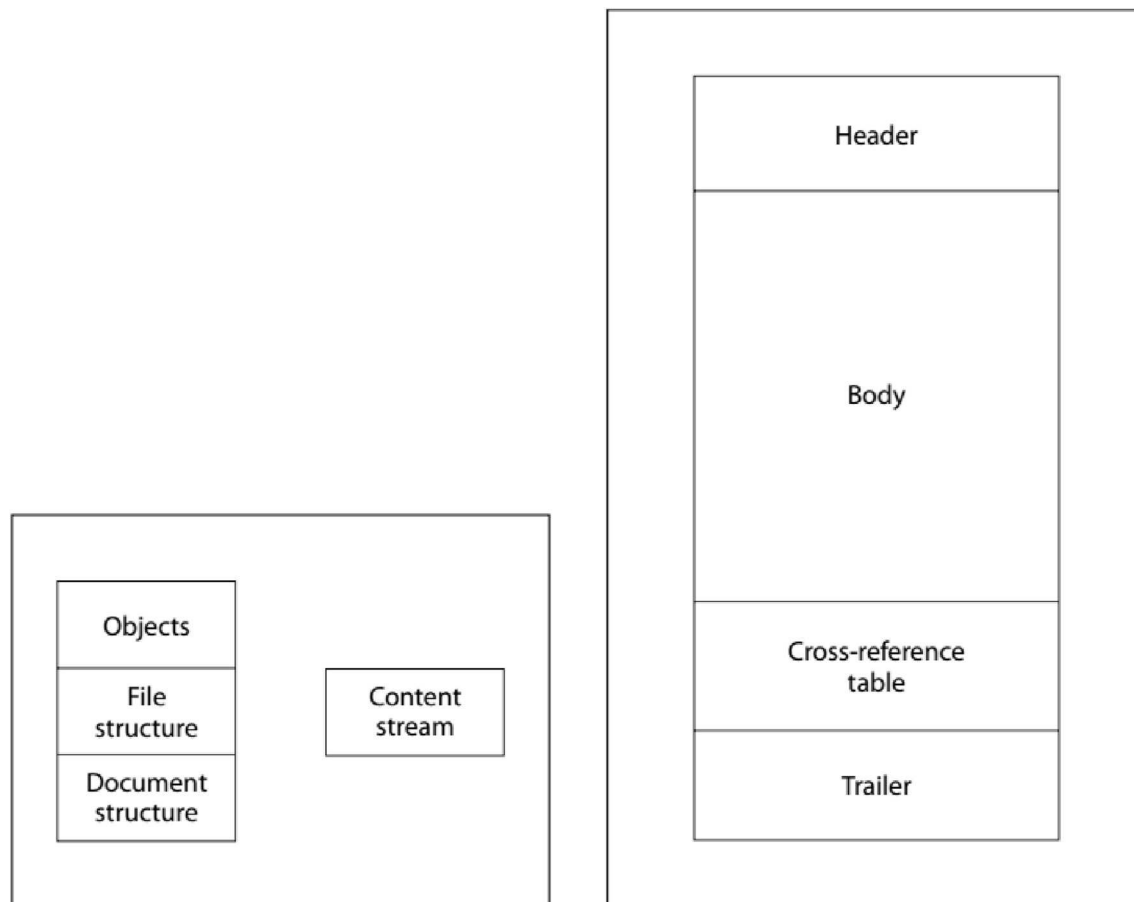 Objects
File
structure
Document
structure
Content
stream
Header
Body
Cross-reference
table
Trailer